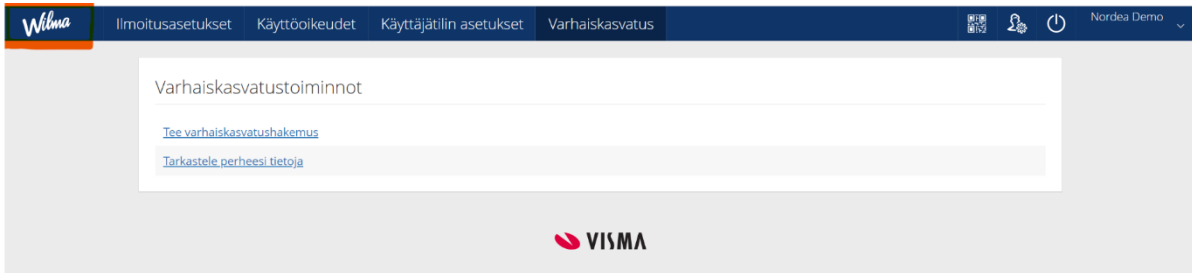 Wilma Ilmoitusasetukset Käyttöoikeudet Käyttäjätilin asetukset Varhaiskasvatus Nordea Demo
Varhaiskasvatustoiminnot
Tee varhaiskasvatushakemus
Tarkastele perheesi tietoja
VISMA